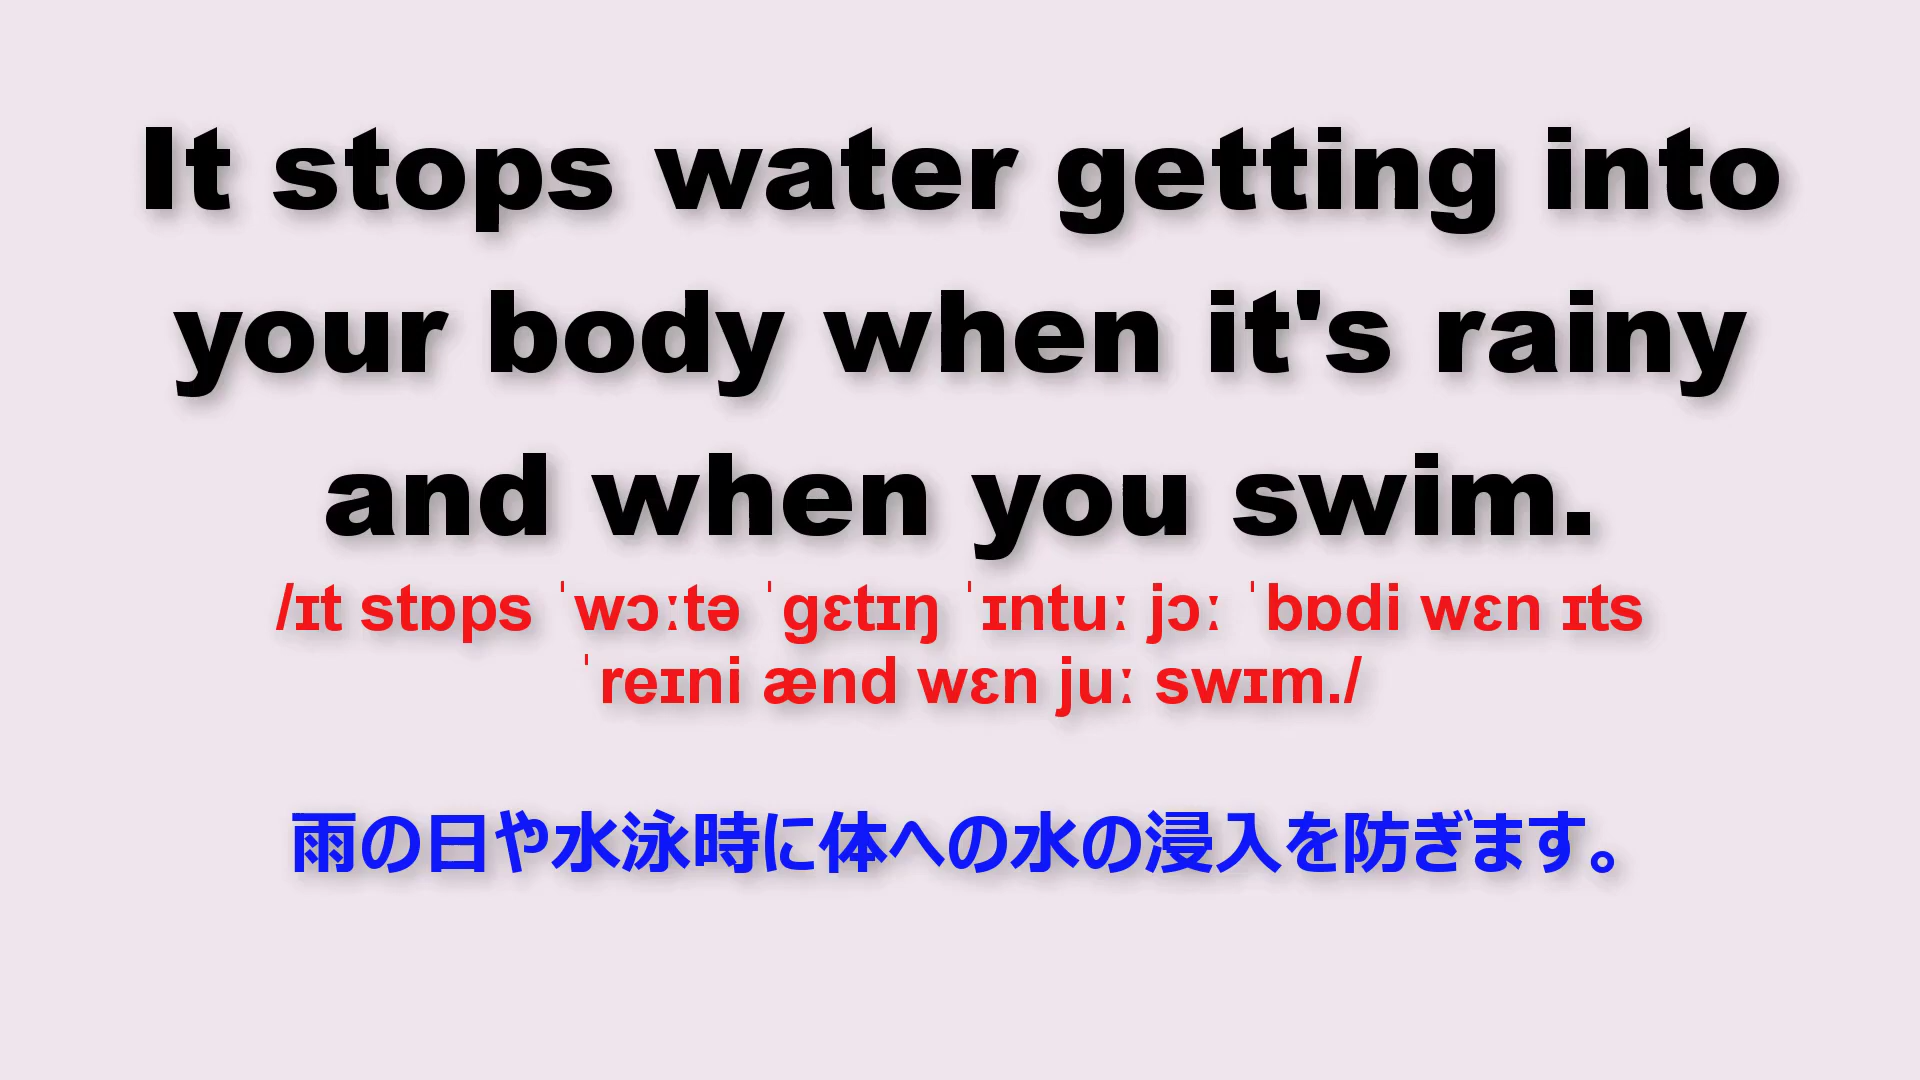 It stops water getting into
your body when it's rainy
and when you swim.
/ɪt stɒps ˈwɔːtə ˈgɛtɪŋ ˈɪntuː jɔː ˈbɒdi wɛn ɪts
ˈreɪni ænd wɛn juː swɪm./
雨の日や水泳時に体への水の浸入を防ぎます。